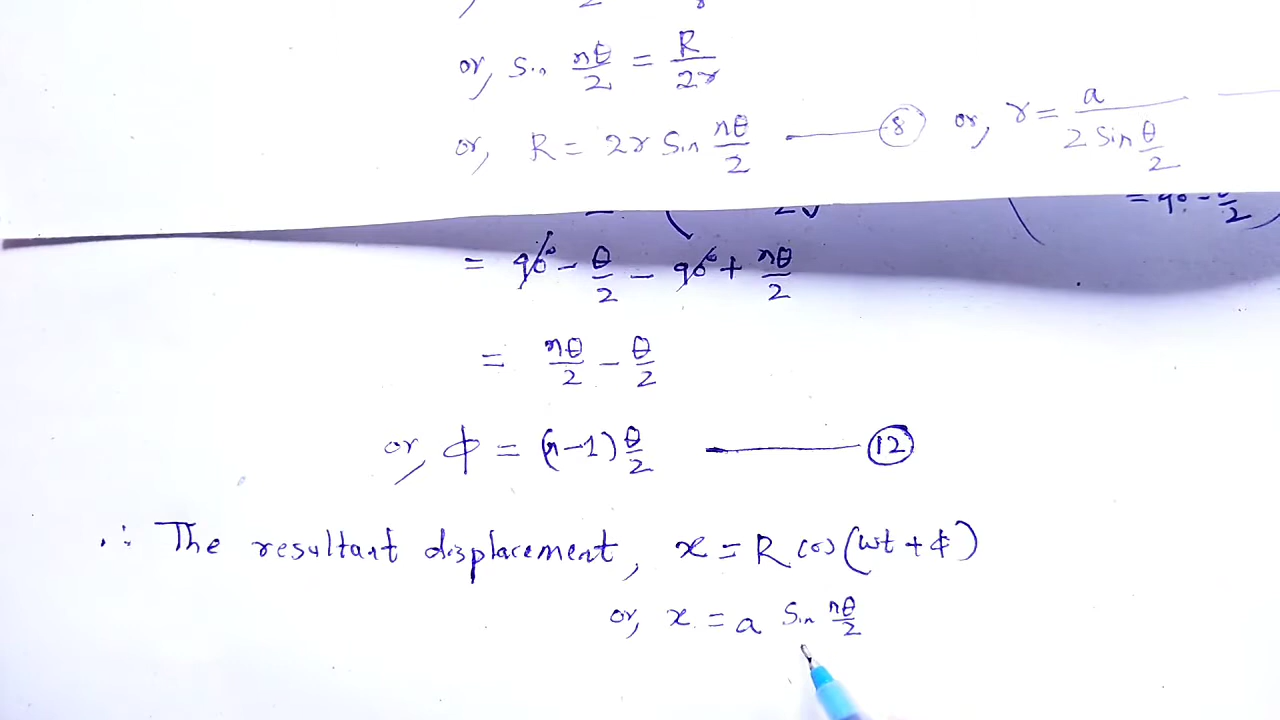 or, Sin nθ/2 = R/2r
or, R = 2r Sin nθ/2 —— (8) or, r = a / 2 Sin θ/2
= 90° - θ/2 - 90° + nθ/2
= nθ/2 - θ/2
or, ϕ = (n-1) θ/2 —— (12)
∴ The resultant displacement, x = R cos (ωt + ϕ)
or, x = a Sin nθ/2